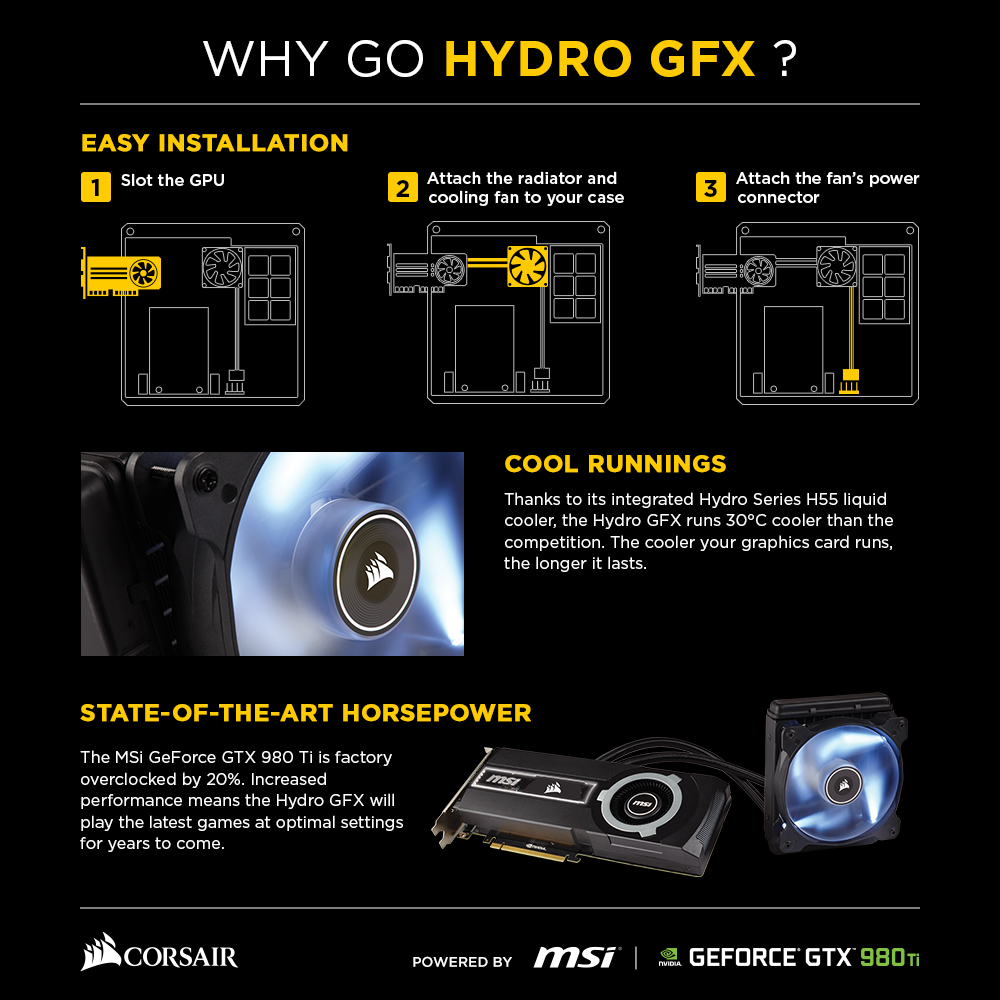 WHY GO HYDRO GFX ?
EASY INSTALLATION
1 Slot the GPU
2 Attach the radiator and
cooling fan to your case
3 Attach the fan's power
connector
COOL RUNNINGS
Thanks to its integrated Hydro Series H55 liquid
cooler, the Hydro GFX runs 30°C cooler than the
competition. The cooler your graphics card runs,
the longer it lasts.
STATE-OF-THE-ART HORSEPOWER
The MSi GeForce GTX 980 Ti is factory
overclocked by 20%. Increased
performance means the Hydro GFX will
play the latest games at optimal settings
for years to come.
msi
msi
NVIDIA
CORSAIR
POWERED BY msi® | NVIDIA. GEFORCE® GTX™ 980Ti